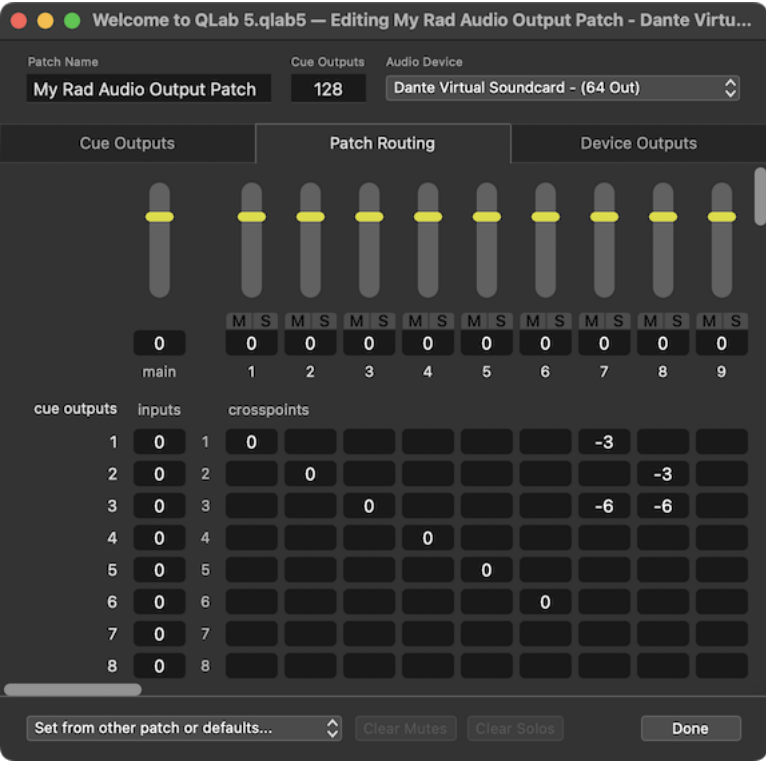 Welcome to QLab 5.qlab5 — Editing My Rad Audio Output Patch - Dante Virtu...
Patch Name Cue Outputs Audio Device
My Rad Audio Output Patch 128 Dante Virtual Soundcard - (64 Out)
Cue Outputs Patch Routing Device Outputs
M S M S M S M S M S M S M S M S M S
0 0 0 0 0 0 0 0 0 0
main 1 2 3 4 5 6 7 8 9
cue outputs inputs crosspoints
1 0 1 0 -3
2 0 2 0 -3
3 0 3 0 -6 -6
4 0 4 0
5 0 5 0
6 0 6 0
7 0 7
8 0 8
Set from other patch or defaults... Clear Mutes Clear Solos Done